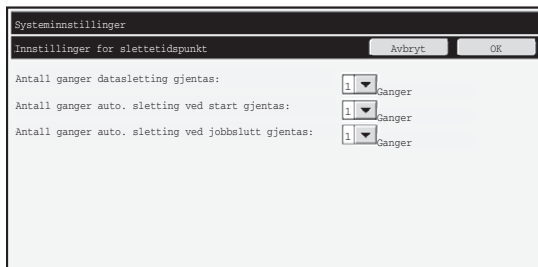 Systeminnstillinger
Innstillinger for slettetidspunkt Avbryt OK
Antall ganger datasletting gjentas: 1 Ganger
Antall ganger auto. sletting ved start gjentas: 1 Ganger
Antall ganger auto. sletting ved jobbslutt gjentas: 1 Ganger